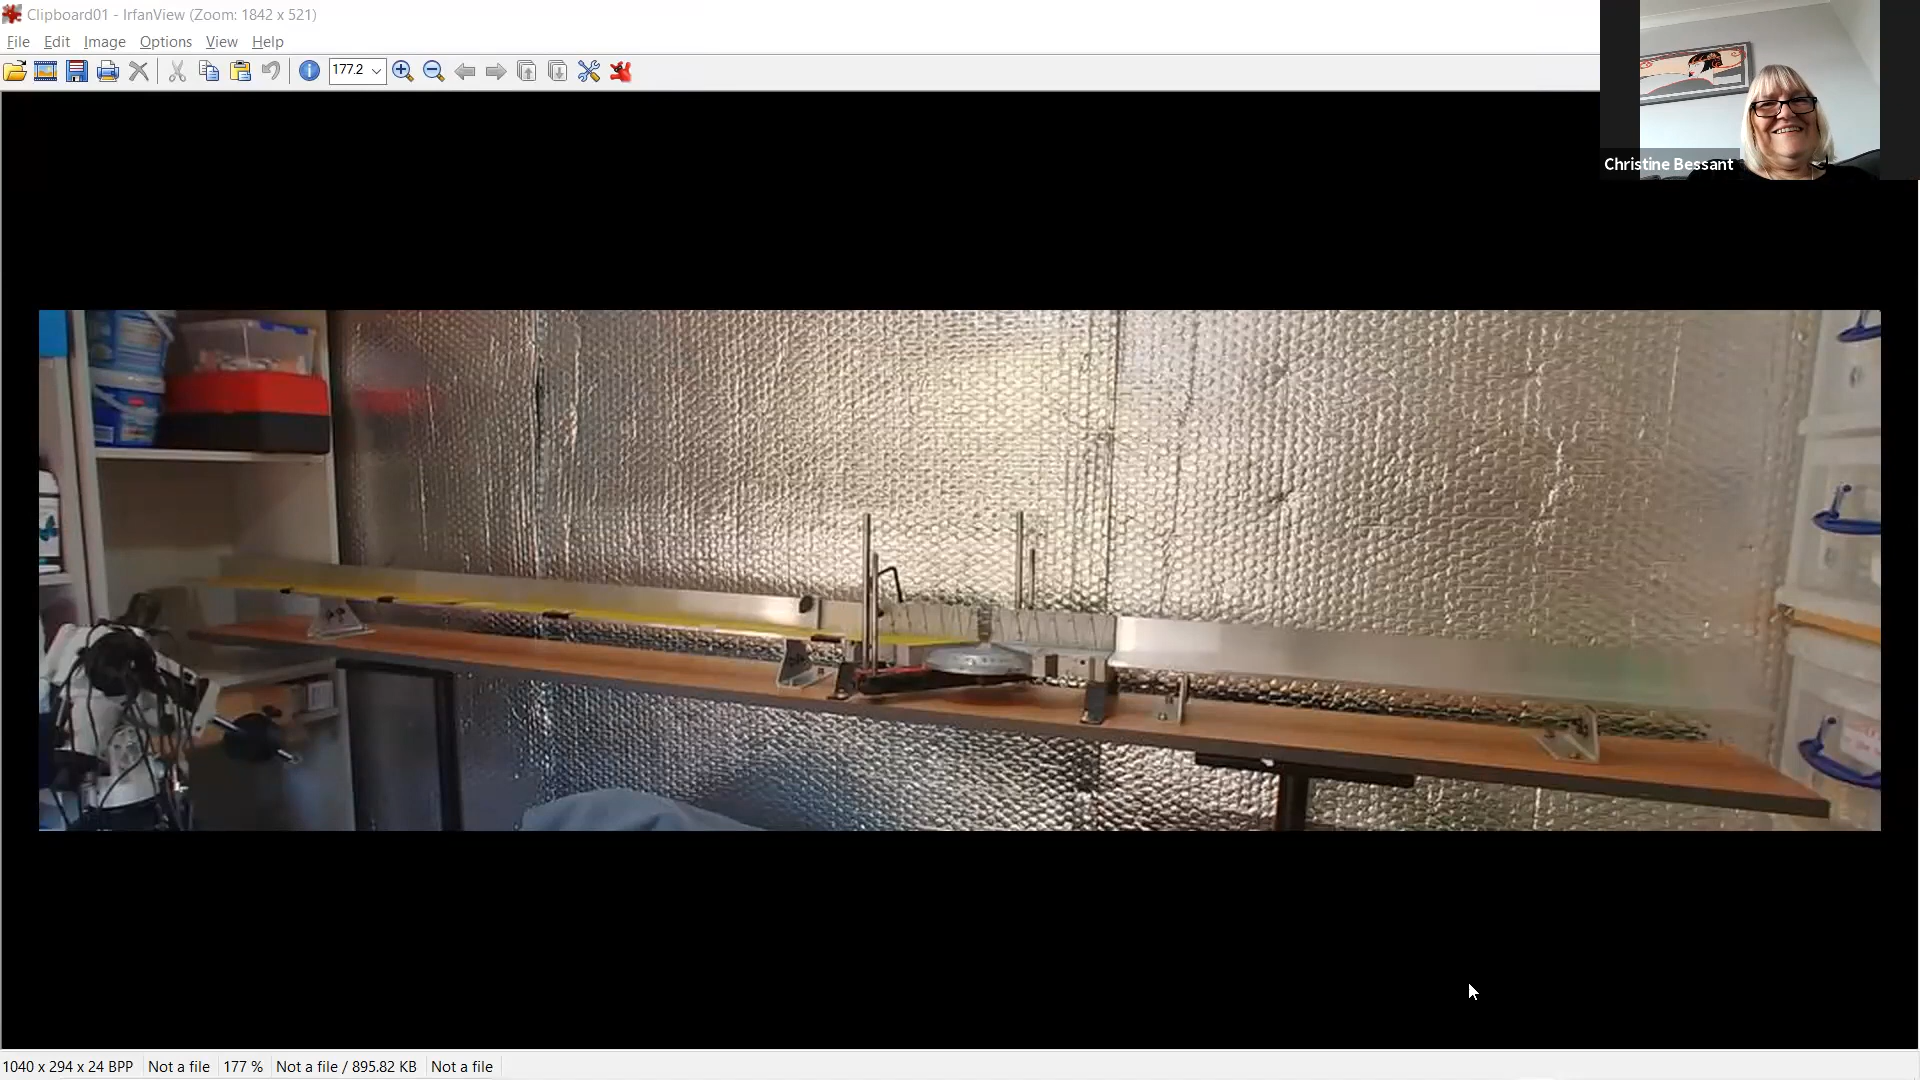 Clipboard01 - IrfanView (Zoom: 1842 x 521)
File Edit Image Options View Help
177.2
Christine Bessant
1040 x 294 x 24 BPP Not a file 177 % Not a file / 895.82 KB Not a file